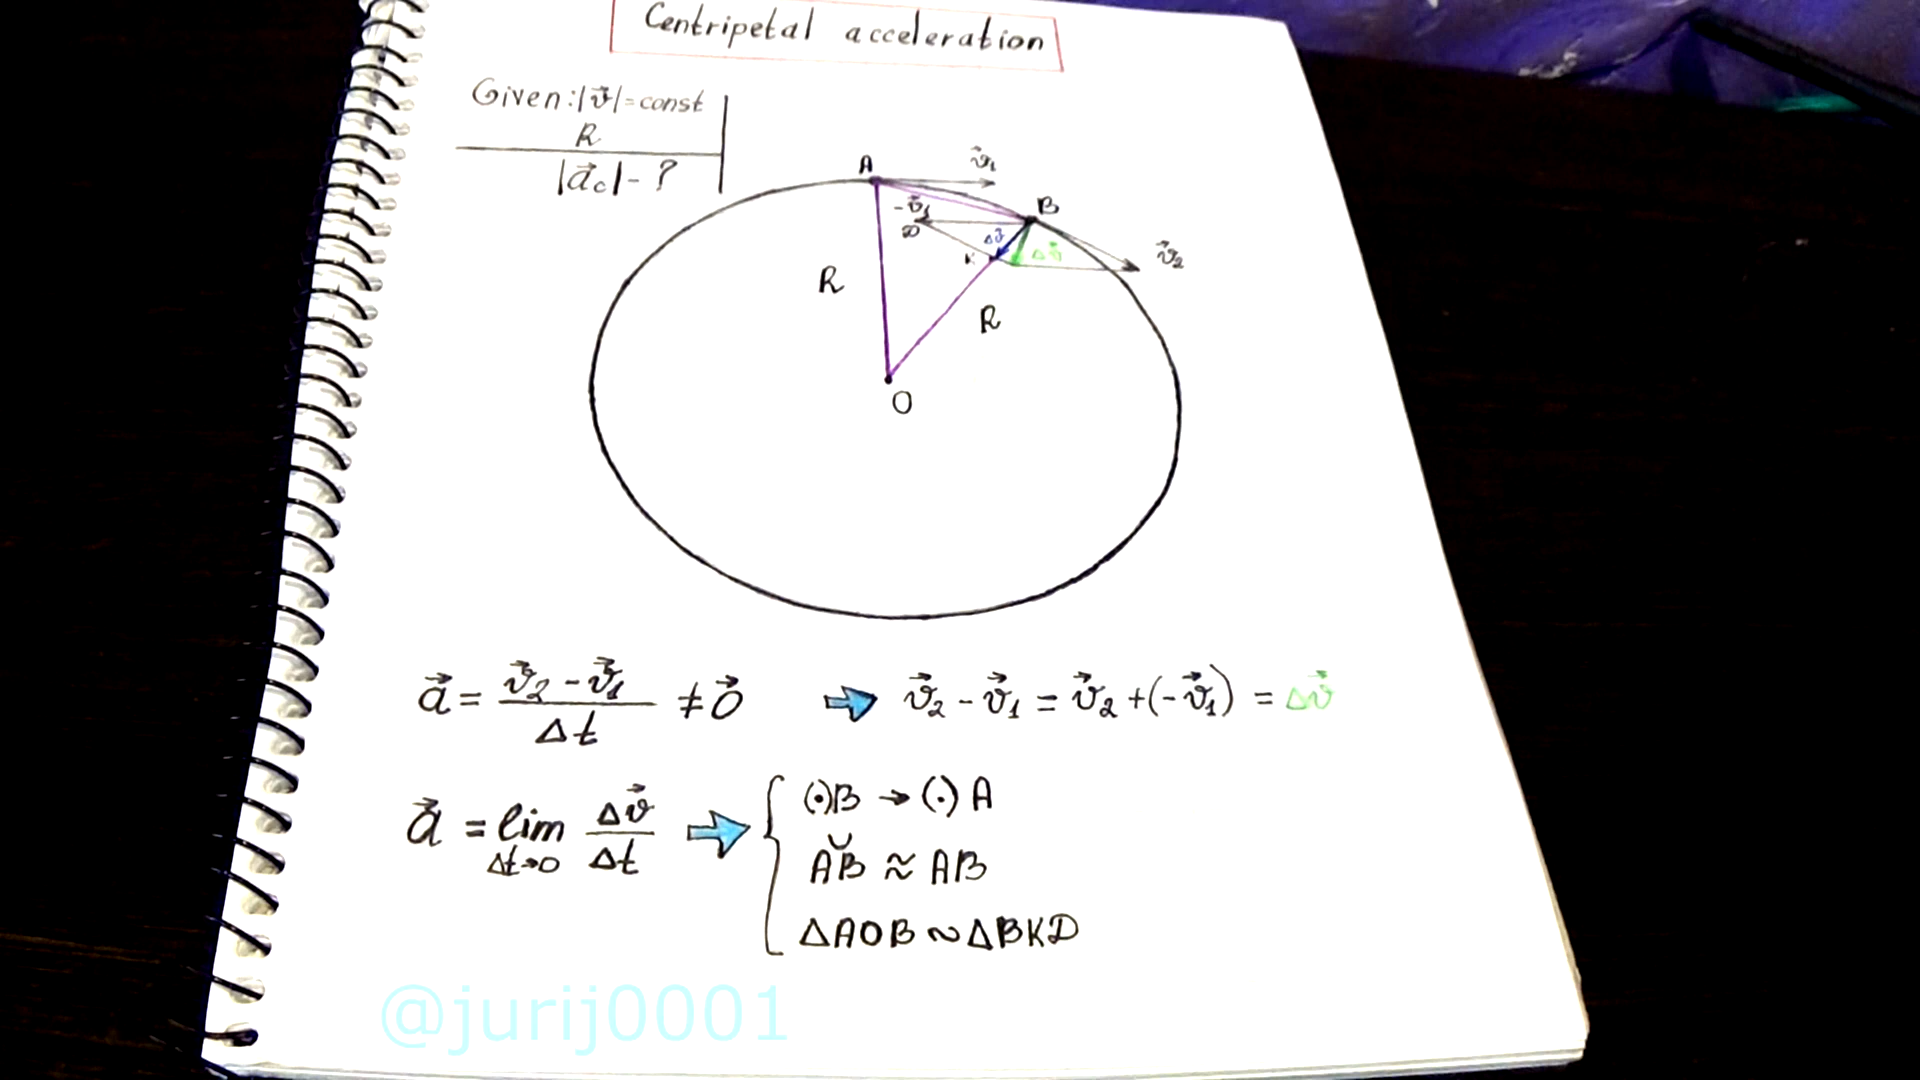 Centripetal acceleration
Given: |v⃗| = const
R
|a⃗c| - ?
A
v⃗1
-v⃗1
B
D
Δv⃗
Δv⃗
K
v⃗2
R
R
O
a⃗ = (v⃗2 - v⃗1)/Δt ≠ 0⃗ ➡ v⃗2 - v⃗1 = v⃗2 + (-v⃗1) = Δv⃗
a⃗ = lim Δt→0 Δv⃗/Δt ➡ {
(·)B → (·)A
A◡B ≈ AB
ΔAOB ~ ΔBKD
@jurij0001